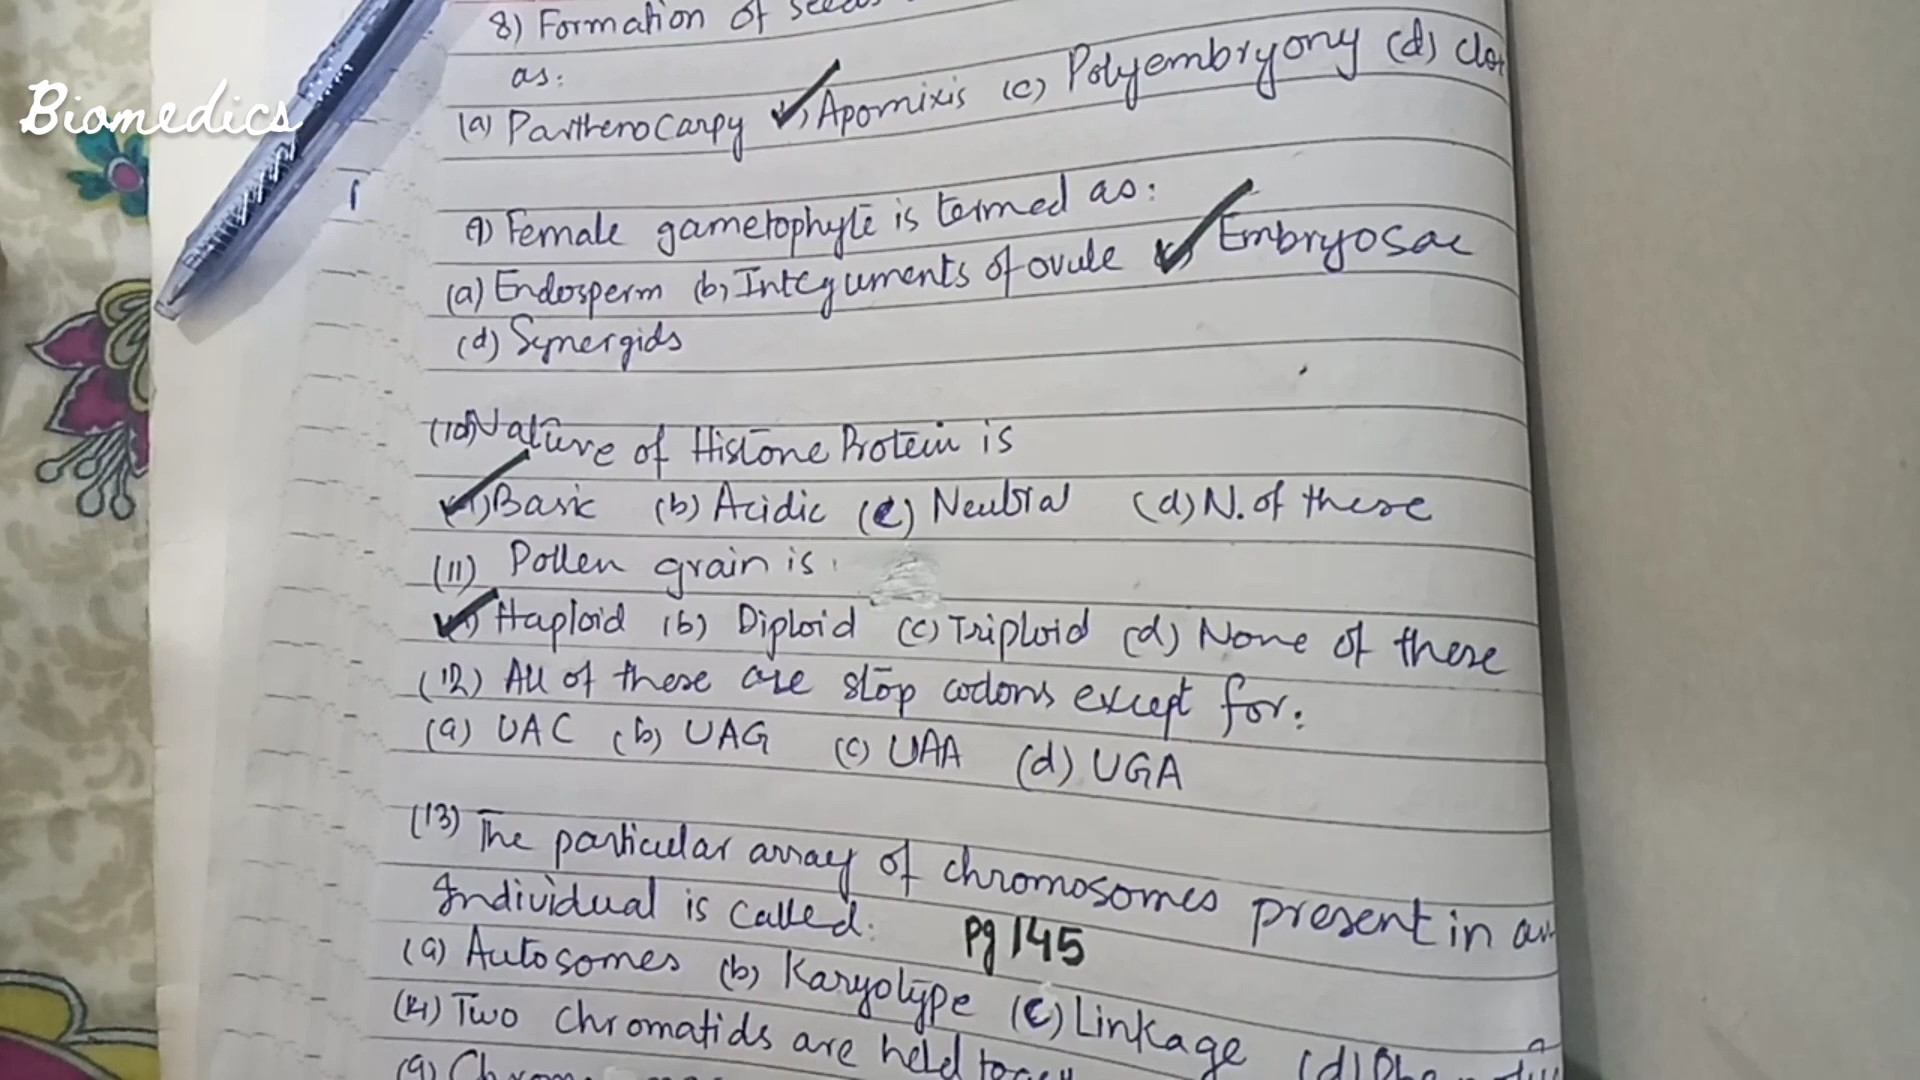 8) Formation of seeds
as:
(a) Parthenocarpy Apomixis (c) Polyembryony (d)
Biomedics
9) Female gametophyte is termed as:
(a) Endosperm (b) Integuments of ovule Embryosac
(d) Synergids
(10) Nature of Histone Protein is
(a) Basic (b) Acidic (c) Neutral (d) N. of these
(11) Pollen grain is:
Haploid (b) Diploid (c) Triploid (d) None of these
(12) All of these are stop codons except for:
(a) UAC (b) UAG (c) UAA (d) UGA
(13) The particular array of chromosomes present in an
Individual is called: Pg 145
(a) Autosomes (b) Karyotype (c) Linkage (d)
(14) Two chromatids are held
(a)